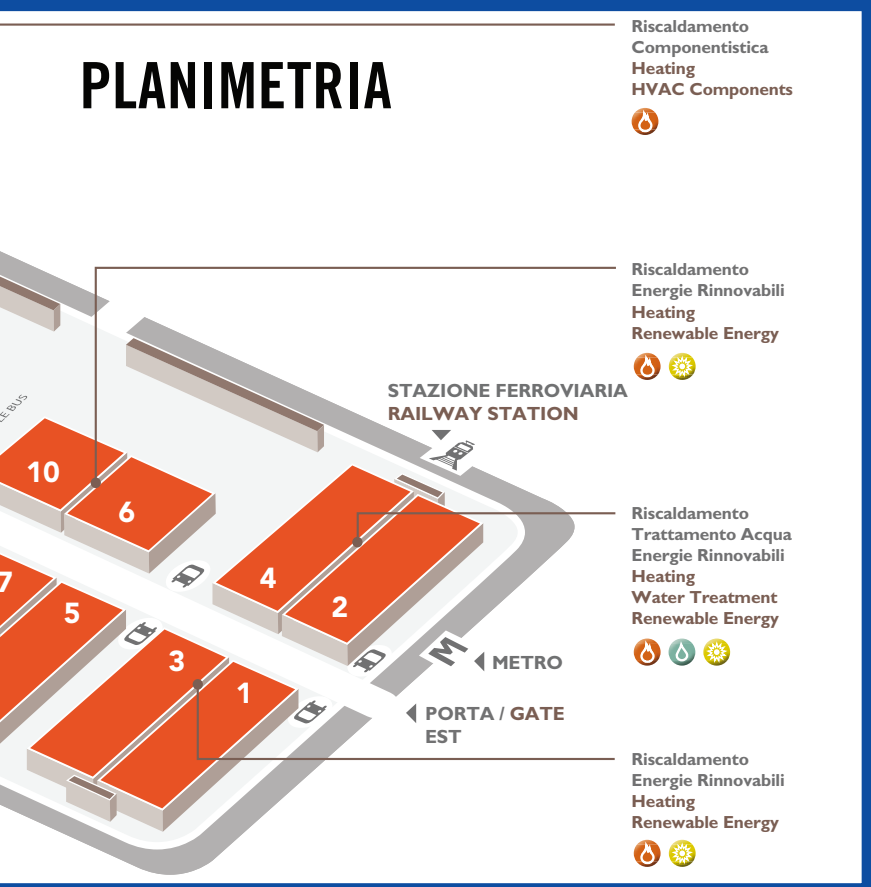 PLANIMETRIA
Riscaldamento
Componentistica
Heating
HVAC Components
Riscaldamento
Energie Rinnovabili
Heating
Renewable Energy
STAZIONE FERROVIARIA
RAILWAY STATION
BUS
10
6
Riscaldamento
Trattamento Acqua
Energie Rinnovabili
Heating
Water Treatment
Renewable Energy
4
2
7
5
3
1
M
METRO
PORTA / GATE
EST
Riscaldamento
Energie Rinnovabili
Heating
Renewable Energy